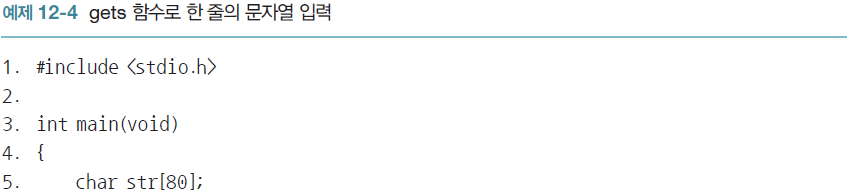 예제 12-4 gets 함수로 한 줄의 문자열 입력
1. #include <stdio.h>
2.
3. int main(void)
4. {
5. char str[80];